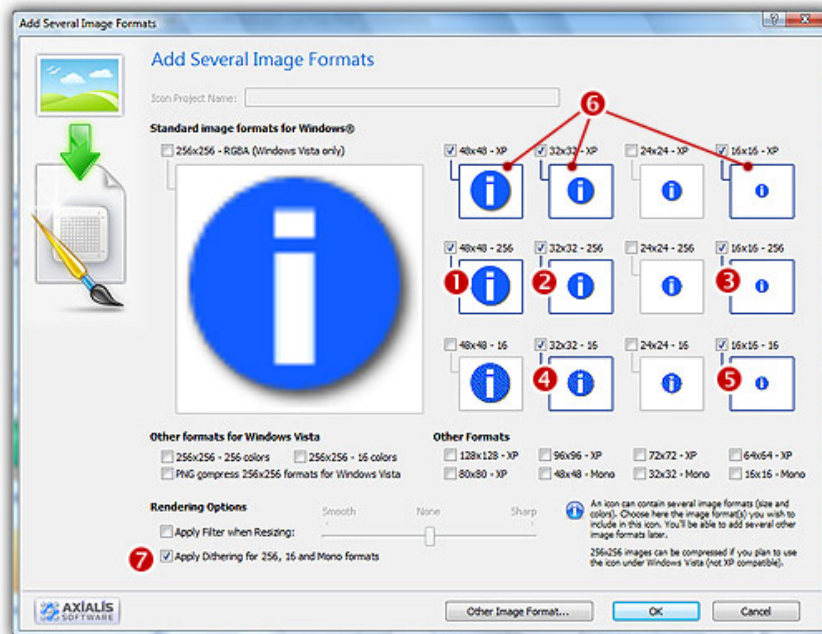 Add Several Image Formats
Add Several Image Formats
Icon Project Name:
Standard image formats for Windows®
256x256 - RGBA (Windows Vista only)
6
48x48 - XP
32x32 - XP
24x24 - XP
16x16 - XP
48x48 - 256
32x32 - 256
24x24 - 256
16x16 - 256
1
2
3
48x48 - 16
32x32 - 16
24x24 - 16
16x16 - 16
4
5
Other formats for Windows Vista
256x256 - 256 colors
256x256 - 16 colors
PNG compress 256x256 formats for Windows Vista
Other Formats
128x128 - XP
96x96 - XP
72x72 - XP
64x64 - XP
80x80 - XP
48x48 - Mono
32x32 - Mono
16x16 - Mono
Rendering Options
Smooth
None
Sharp
Apply Filter when Resizing:
7
Apply Dithering for 256, 16 and Mono formats
An icon can contain several image formats (size and
colors). Choose here the image format(s) you wish to
include in this icon. You'll be able to add several other
image formats later.
256x256 images can be compressed if you plan to use
the icon under Windows Vista (not XP compatible).
AXIALIS
SOFTWARE
Other Image Format...
OK
Cancel